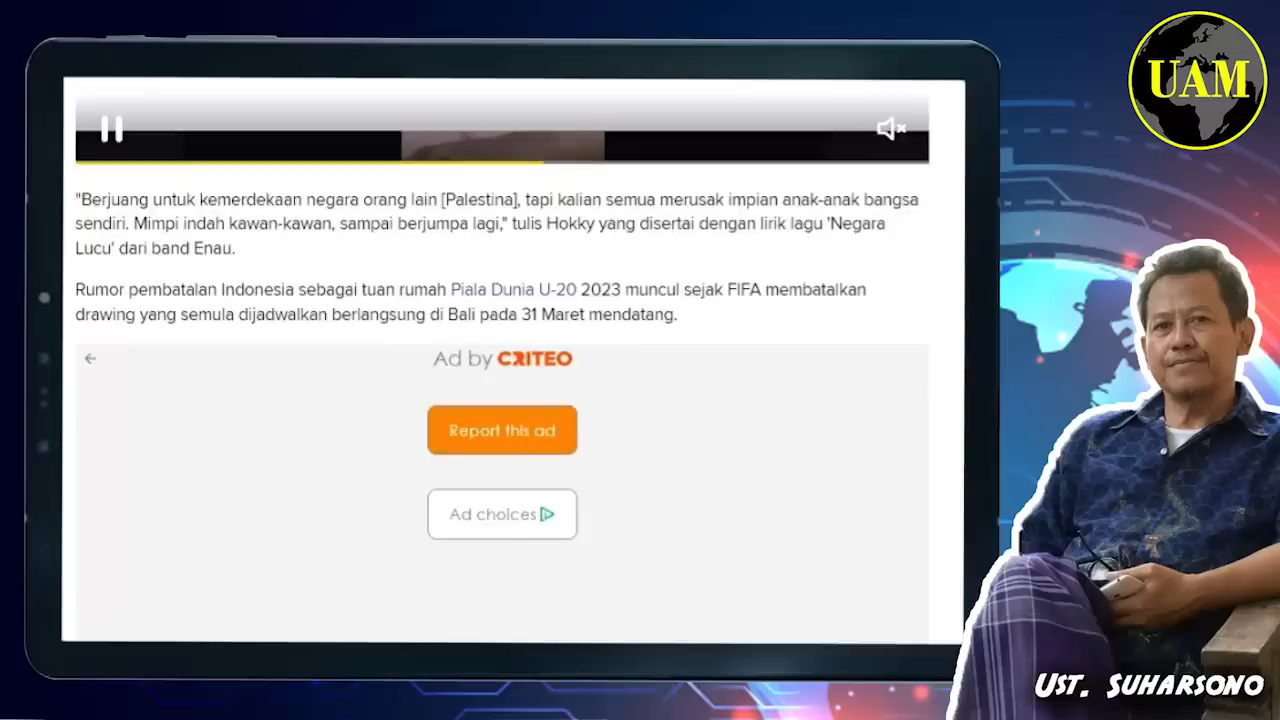 UAM
"Berjuang untuk kemerdekaan negara orang lain [Palestina], tapi kalian semua merusak impian anak-anak bangsa
sendiri. Mimpi indah kawan-kawan, sampai berjumpa lagi," tulis Hokky yang disertai dengan lirik lagu 'Negara
Lucu' dari band Enau.
Rumor pembatalan Indonesia sebagai tuan rumah Piala Dunia U-20 2023 muncul sejak FIFA membatalkan
drawing yang semula dijadwalkan berlangsung di Bali pada 31 Maret mendatang.
Ad by CRITEO
Report this ad
Ad choices
UST. SUHARSONO